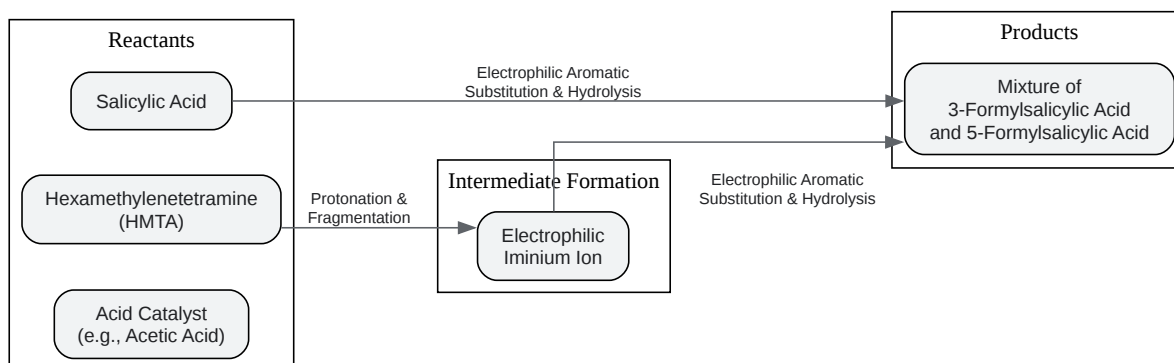 Reactants
Salicylic Acid
Hexamethylenetetramine
(HMTA)
Acid Catalyst
(e.g., Acetic Acid)
Electrophilic Aromatic
Substitution & Hydrolysis
Protonation &
Fragmentation
Intermediate Formation
Electrophilic
Iminium Ion
Electrophilic Aromatic
Substitution & Hydrolysis
Products
Mixture of
3-Formylsalicylic Acid
and 5-Formylsalicylic Acid